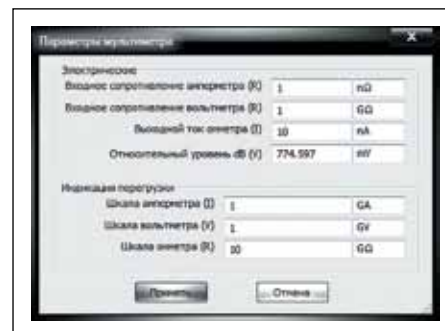 Параметры мультиметра
Электрические
Входное сопротивление амперметра (R) 1 nΩ
Входное сопротивление вольтметра (R) 1 GΩ
Выходной ток омметра (I) 10 nA
Относительный уровень dB (V) 774.597 mV
Индикация перегрузки
Шкала амперметра (I) 1 GA
Шкала вольтметра (V) 1 GV
Шкала омметра (R) 10 GΩ
Принять Отмена